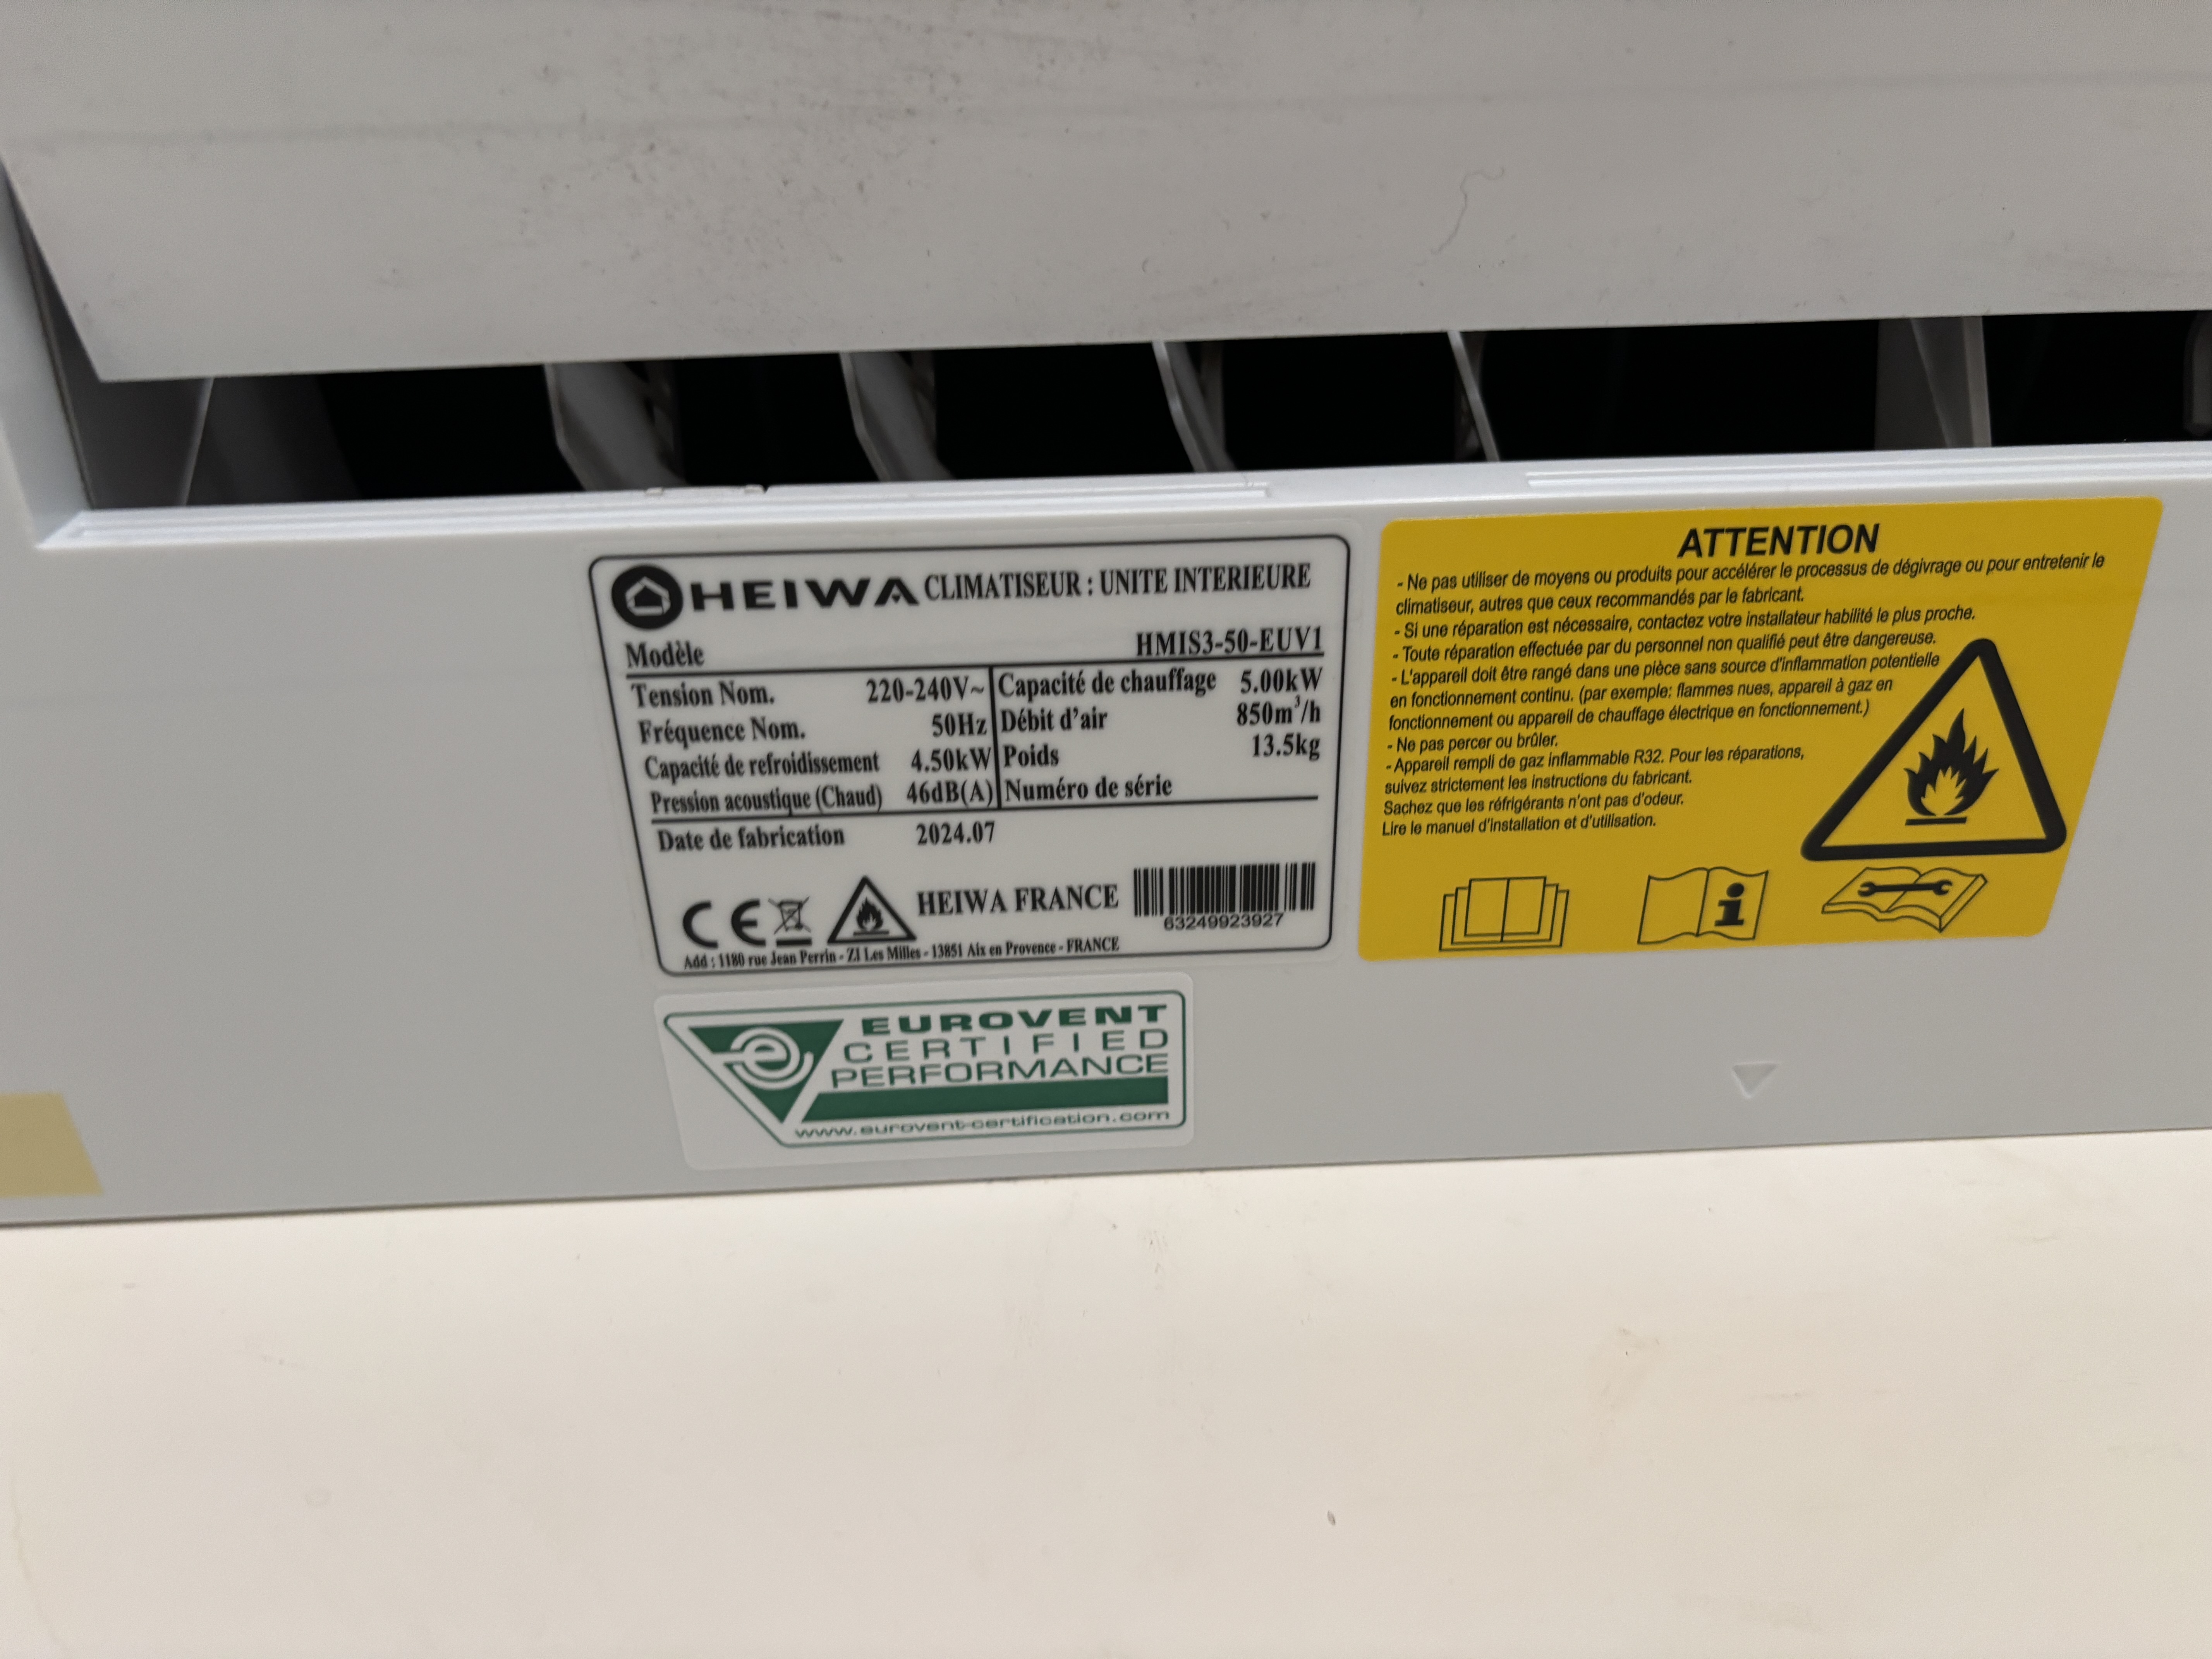 HEIWA CLIMATISEUR : UNITE INTERIEURE
Modèle HMIS3-50-EUV1
Tension Nom. 220-240V~ Capacité de chauffage 5.00kW
Fréquence Nom. 50Hz Débit d'air 850m³/h
Capacité de refroidissement 4.50kW Poids 13.5kg
Pression acoustique (Chaud) 46dB(A) Numéro de série
Date de fabrication 2024.07
CE HEIWA FRANCE
63249923927
Add : 1180 rue Jean Perrin - ZI Les Milles - 13851 Aix en Provence - FRANCE
EUROVENT
CERTIFIED
PERFORMANCE
www.eurovent-certification.com
ATTENTION
- Ne pas utiliser de moyens ou produits pour accélérer le processus de dégivrage ou pour entretenir le
climatiseur, autres que ceux recommandés par le fabricant.
- Si une réparation est nécessaire, contactez votre installateur habilité le plus proche.
- Toute réparation effectuée par du personnel non qualifié peut être dangereuse.
- L'appareil doit être rangé dans une pièce sans source d'inflammation potentielle
en fonctionnement continu. (par exemple: flammes nues, appareil à gaz en
fonctionnement ou appareil de chauffage électrique en fonctionnement.)
- Ne pas percer ou brûler.
- Appareil rempli de gaz inflammable R32. Pour les réparations,
suivez strictement les instructions du fabricant.
Sachez que les réfrigérants n'ont pas d'odeur.
Lire le manuel d'installation et d'utilisation.